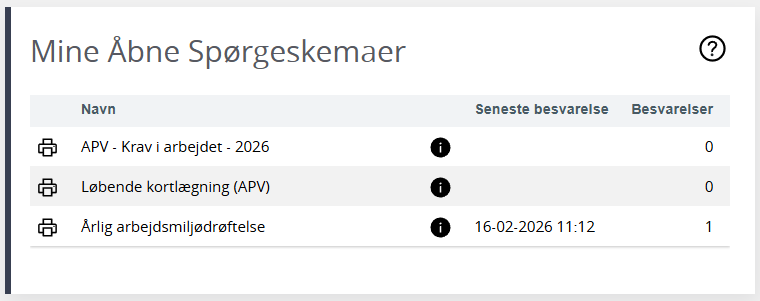 Mine Åbne Spørgeskemaer
Navn Seneste besvarelse Besvarelser
APV - Krav i arbejdet - 2026 0
Løbende kortlægning (APV) 0
Årlig arbejdsmiljødrøftelse 16-02-2026 11:12 1